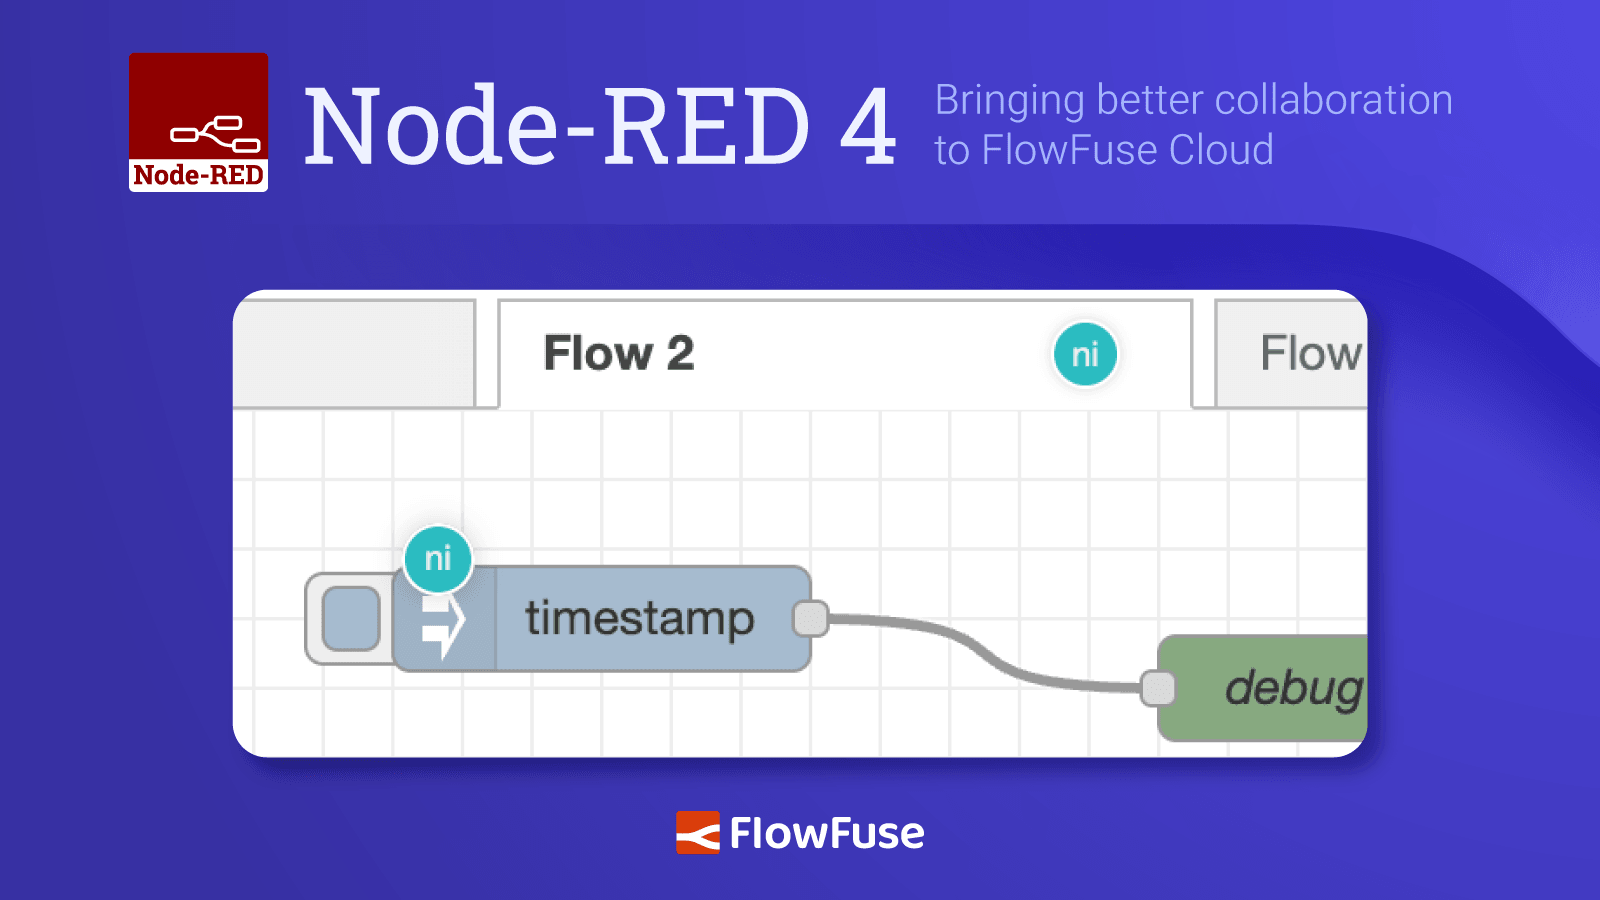 Node-RED
Node-RED 4
Bringing better collaboration
to FlowFuse Cloud
Flow 2
ni
Flow
ni
timestamp
debug
FlowFuse